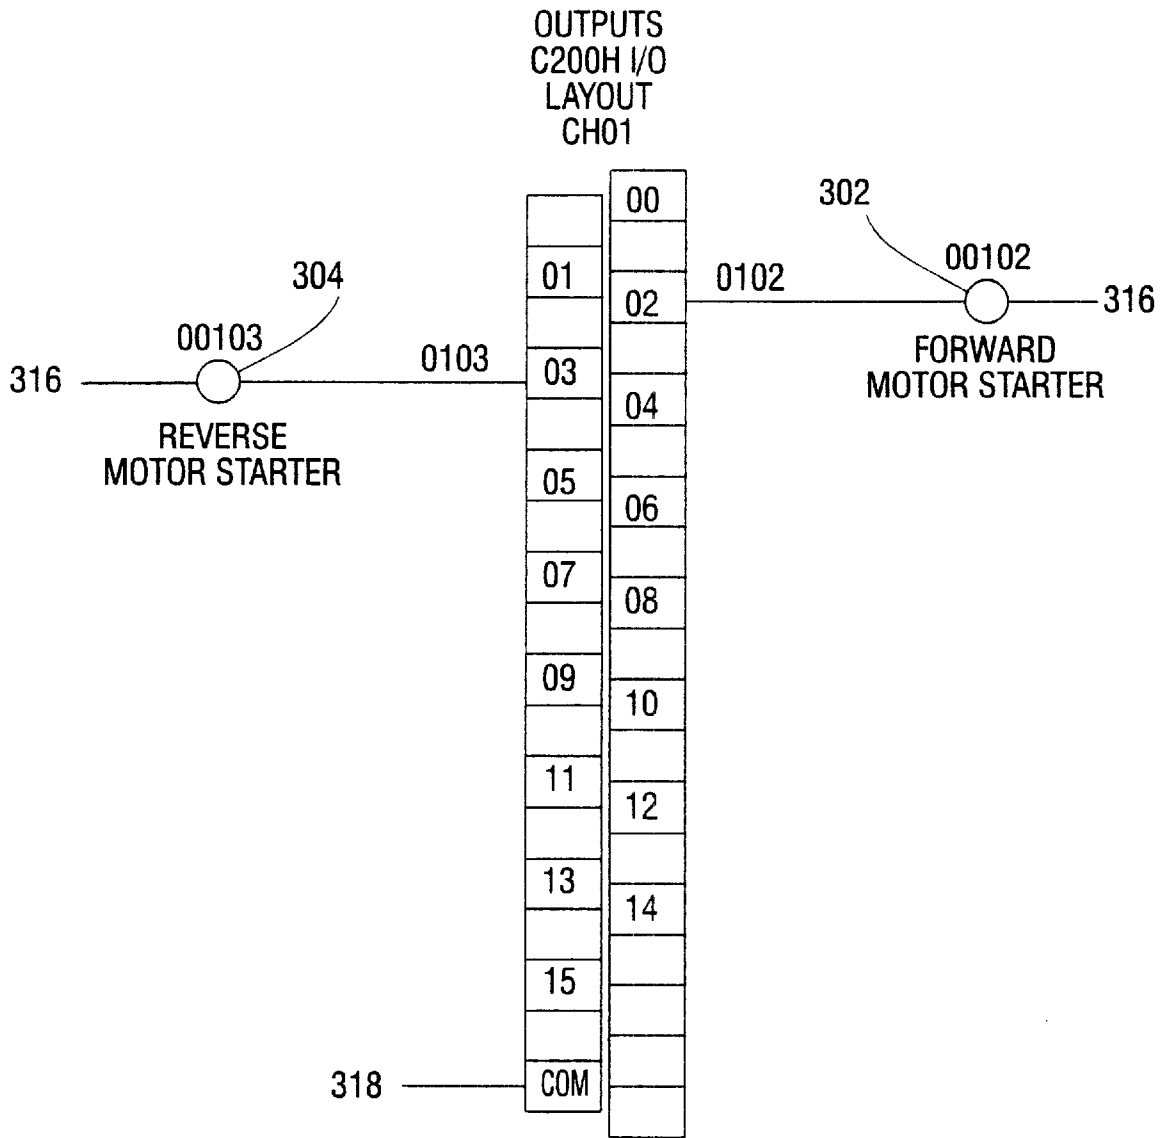 OUTPUTS
C200H I/O
LAYOUT
CH01
00
302
00102
01
304
02
0102
316
00103
0103
03
FORWARD
MOTOR STARTER
316
04
REVERSE
MOTOR STARTER
05
06
07
08
09
10
11
12
13
14
15
318
COM